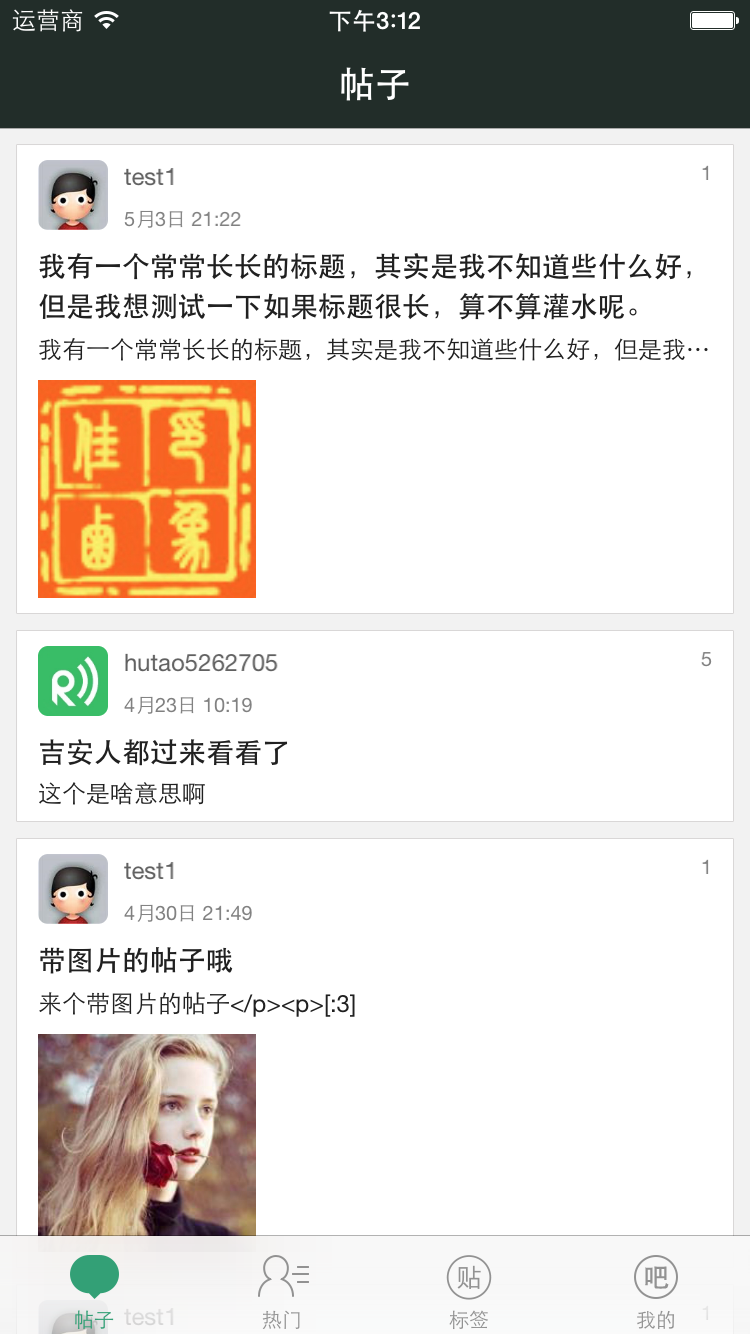 运营商 下午3:12
帖子
test1 1
5月3日 21:22
我有一个常常长长的标题，其实是我不知道些什么好，
但是我想测试一下如果标题很长，算不算灌水呢。
我有一个常常长长的标题，其实是我不知道些什么好，但是我…
hutao5262705 5
4月23日 10:19
吉安人都过来看看了
这个是啥意思啊
test1 1
4月30日 21:49
带图片的帖子哦
来个带图片的帖子</p><p>[:3]
test1 1
贴 吧
帖子 热门 标签 我的